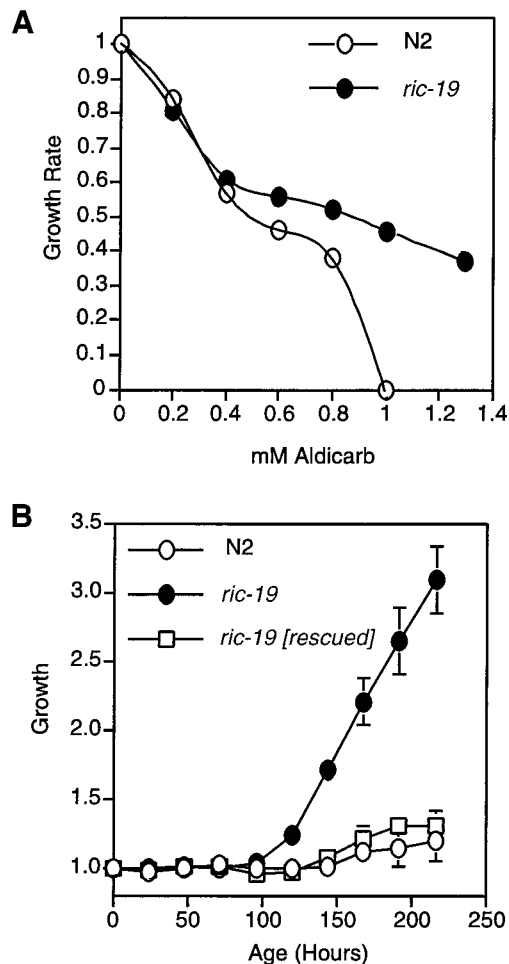 A
N2
ric-19
1
0.9
0.8
0.7
0.6
0.5
0.4
0.3
0.2
0.1
0
Growth Rate
0 0.2 0.4 0.6 0.8 1 1.2 1.4
mM Aldicarb
B
N2
ric-19
ric-19 [rescued]
3.5
3.0
2.5
2.0
1.5
1.0
Growth
0 50 100 150 200 250
Age (Hours)